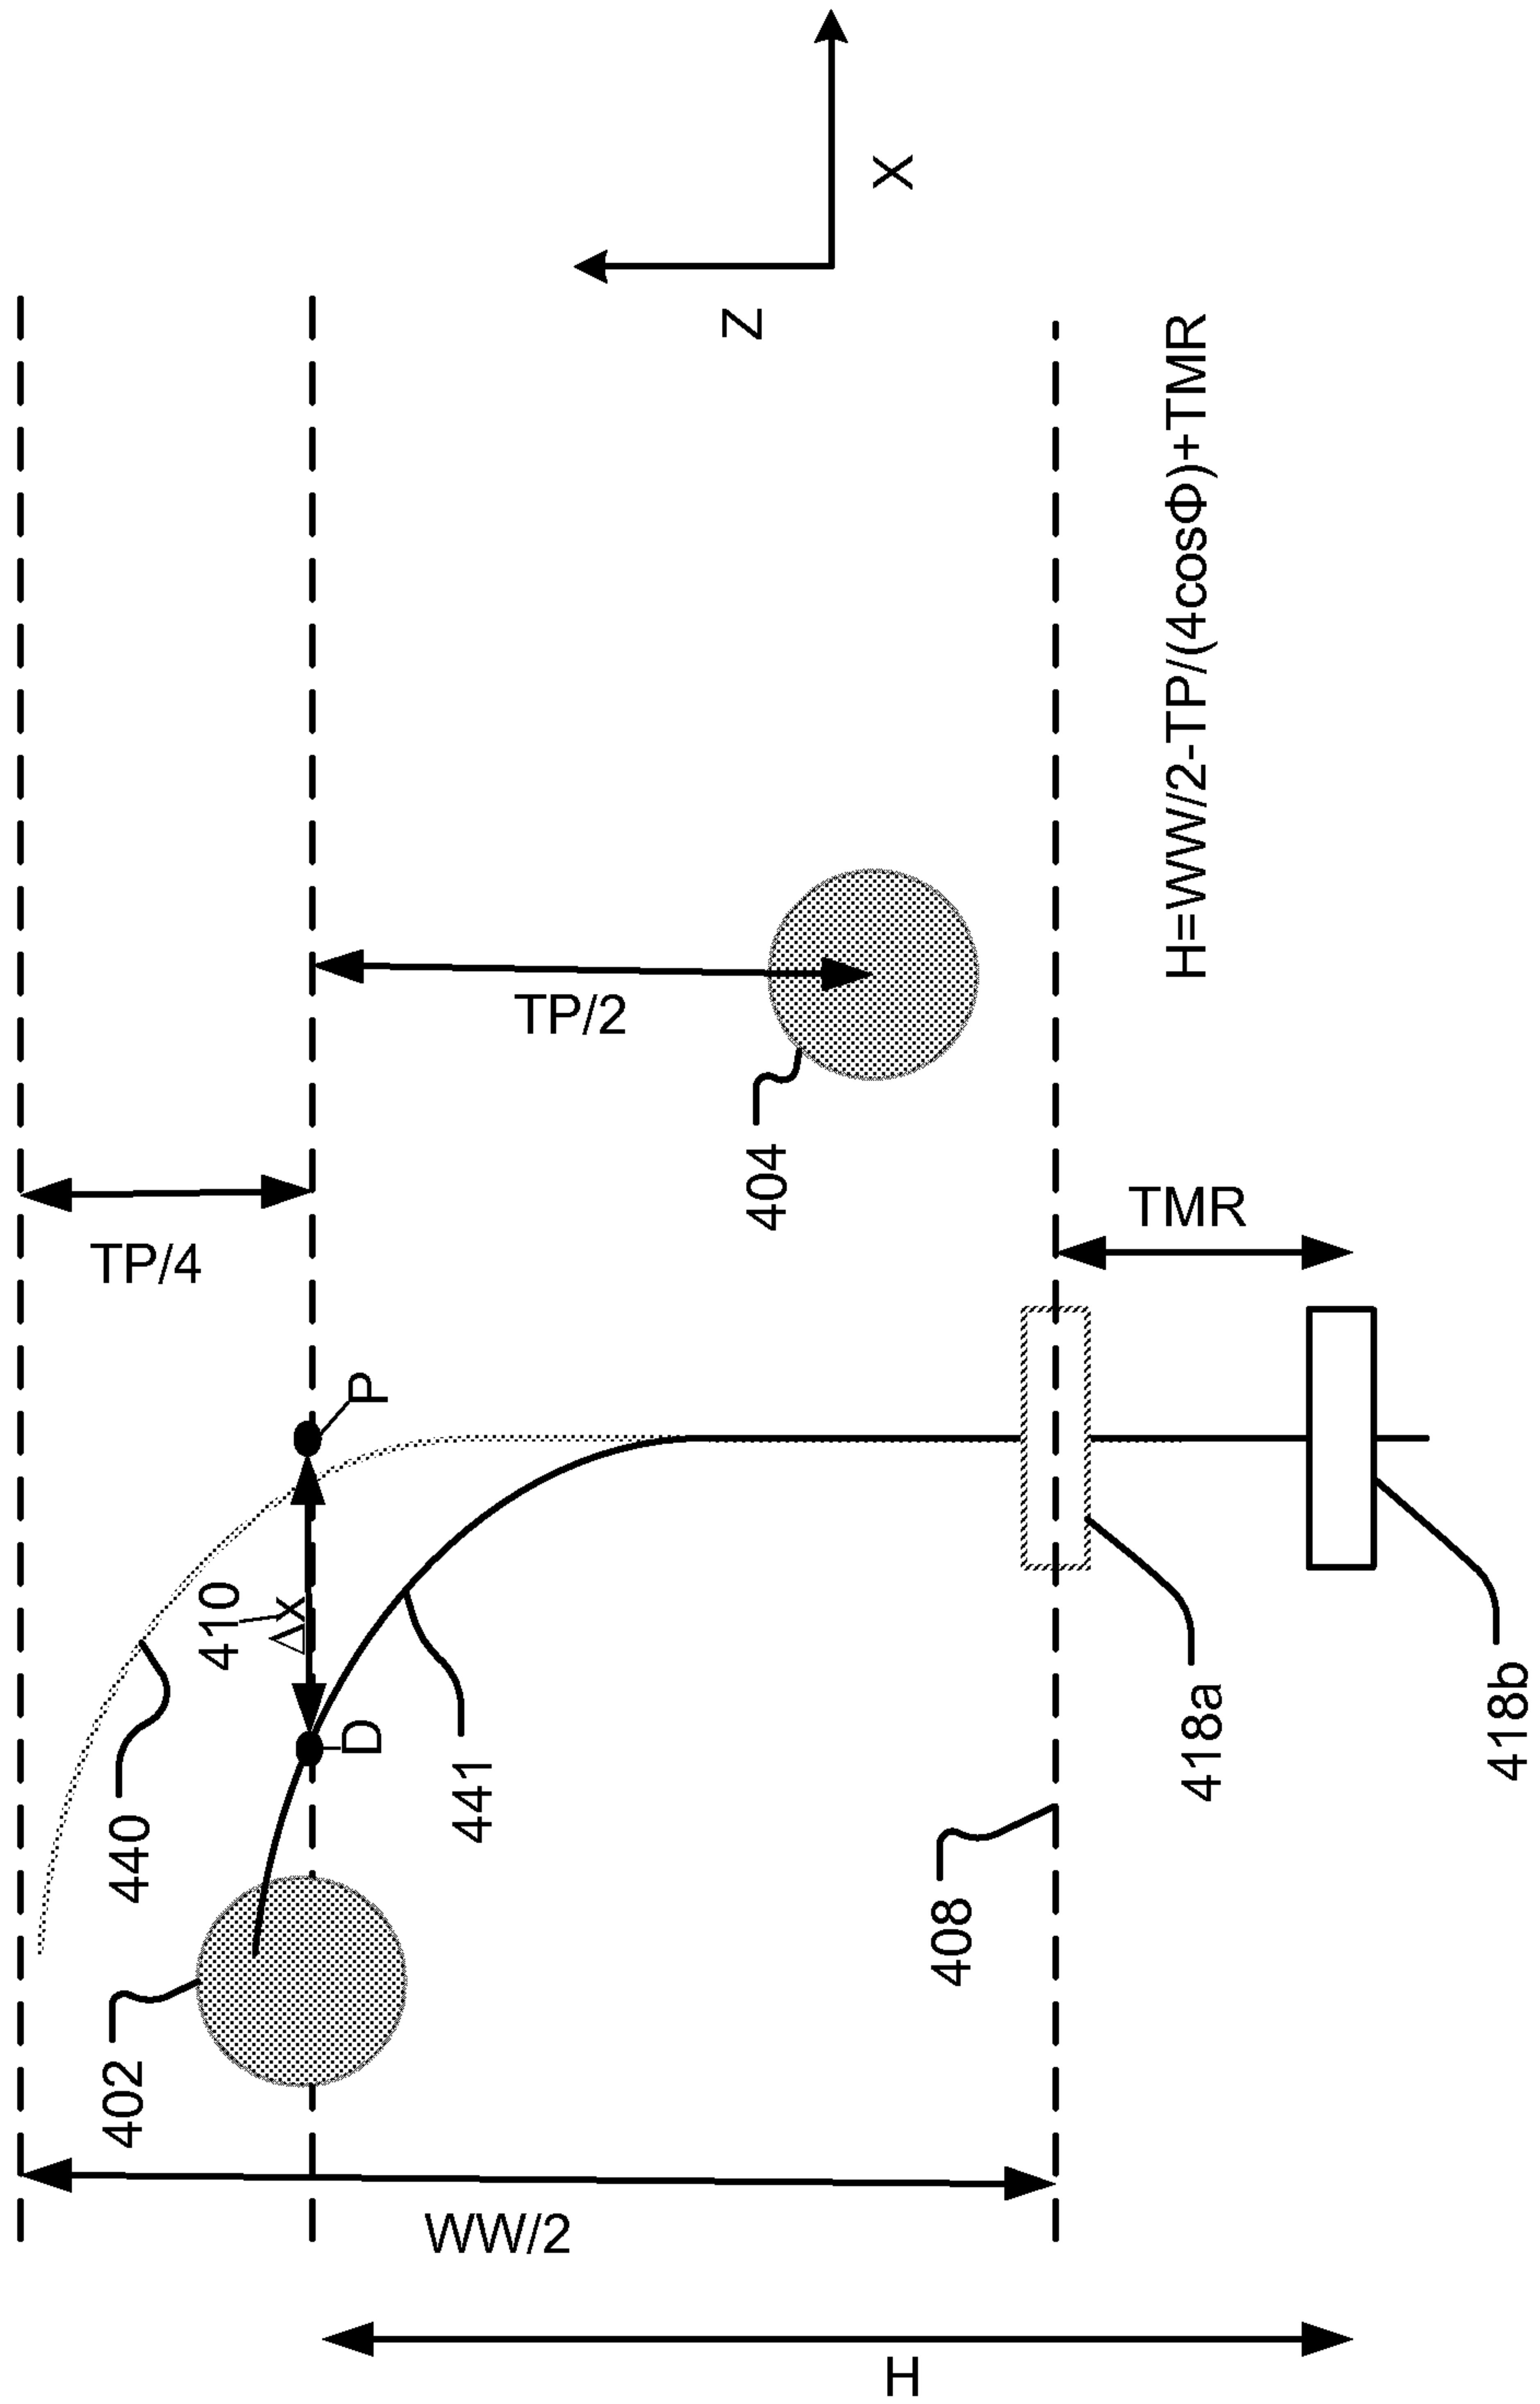 TP/4
TP/2
404
TMR
P
410
Δx
D
440
441
402
408
418a
418b
WW/2
H
Z
X
H=WW/2-TP/(4cosΦ)+TMR